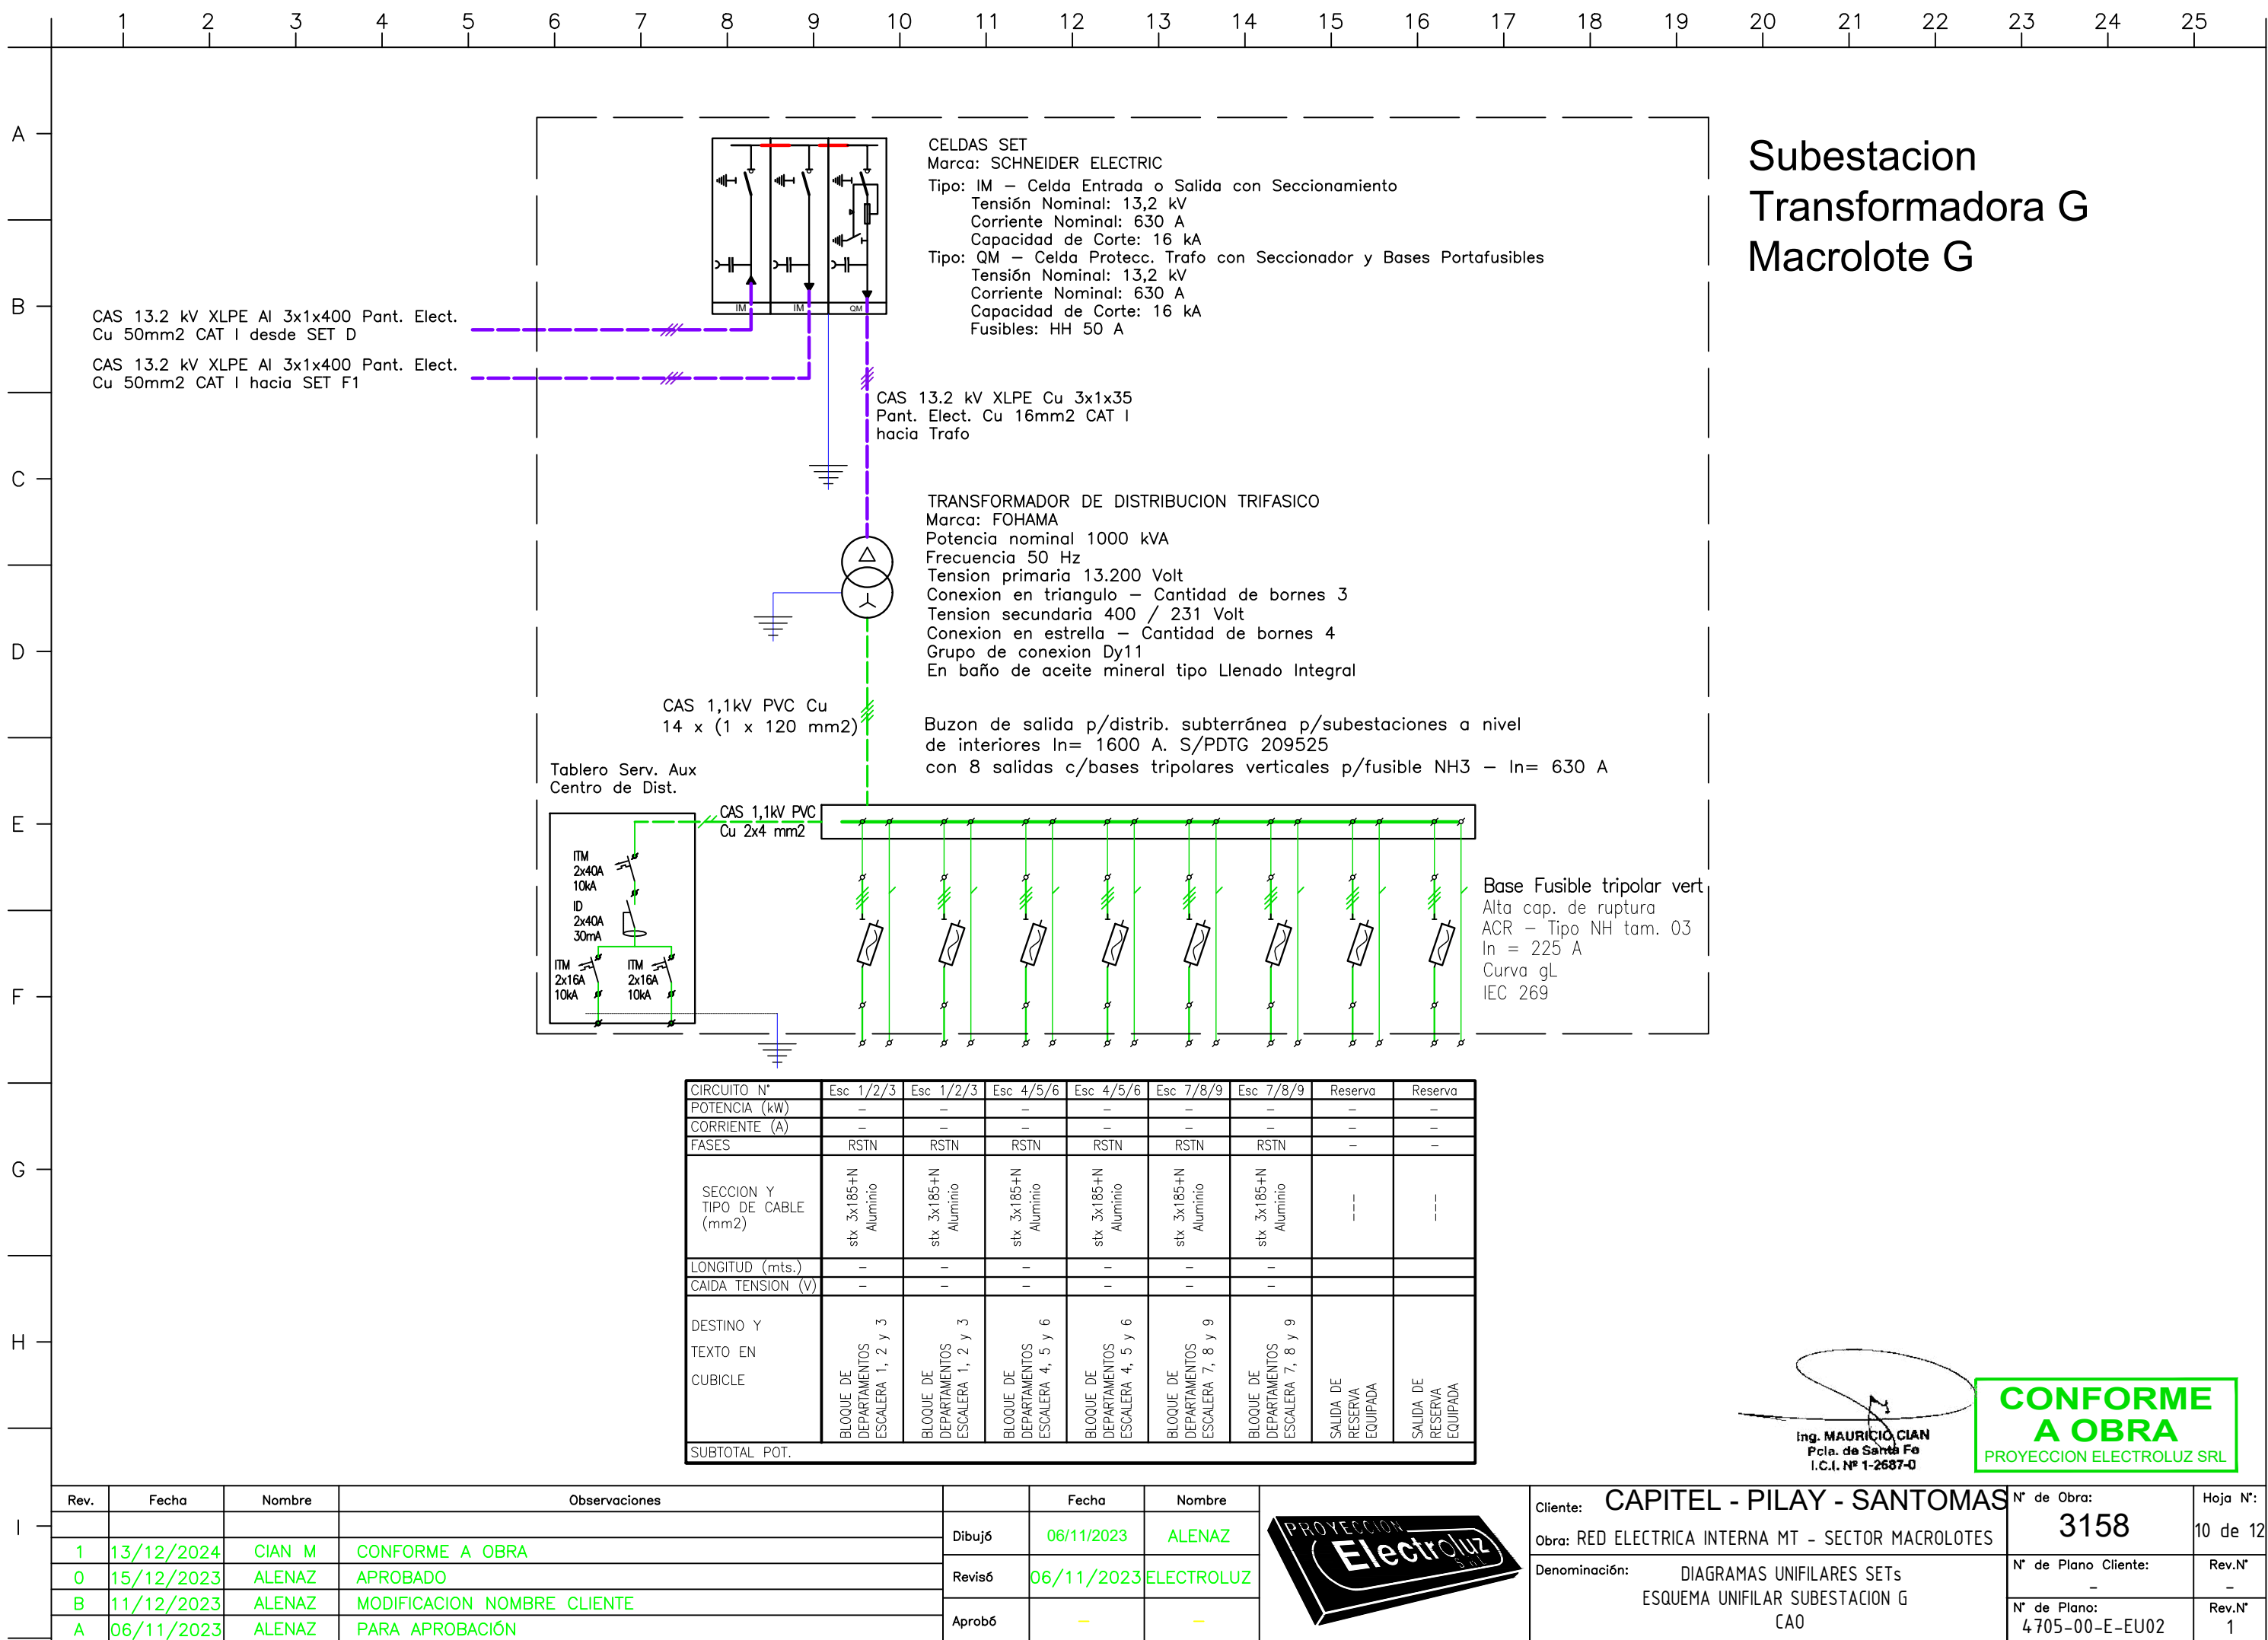 1 2 3 4 5 6 7 8 9 10 11 12 13 14 15 16 17 18 19 20 21 22 23 24 25
A
B
C
D
E
F
G
H
I
Subestacion
Transformadora G
Macrolote G
CELDAS SET
Marca: SCHNEIDER ELECTRIC
Tipo: IM – Celda Entrada o Salida con Seccionamiento
Tensión Nominal: 13,2 kV
Corriente Nominal: 630 A
Capacidad de Corte: 16 kA
Tipo: QM – Celda Protecc. Trafo con Seccionador y Bases Portafusibles
Tensión Nominal: 13,2 kV
Corriente Nominal: 630 A
Capacidad de Corte: 16 kA
Fusibles: HH 50 A
IM IM QM
CAS 13.2 kV XLPE Al 3x1x400 Pant. Elect.
Cu 50mm2 CAT I desde SET D
CAS 13.2 kV XLPE Al 3x1x400 Pant. Elect.
Cu 50mm2 CAT I hacia SET F1
CAS 13.2 kV XLPE Cu 3x1x35
Pant. Elect. Cu 16mm2 CAT I
hacia Trafo
TRANSFORMADOR DE DISTRIBUCION TRIFASICO
Marca: FOHAMA
Potencia nominal 1000 kVA
Frecuencia 50 Hz
Tension primaria 13.200 Volt
Conexion en triangulo – Cantidad de bornes 3
Tension secundaria 400 / 231 Volt
Conexion en estrella – Cantidad de bornes 4
Grupo de conexion Dy11
En baño de aceite mineral tipo Llenado Integral
CAS 1,1kV PVC Cu
14 x (1 x 120 mm2)
Buzon de salida p/distrib. subterránea p/subestaciones a nivel
de interiores In= 1600 A. S/PDTG 209525
con 8 salidas c/bases tripolares verticales p/fusible NH3 – In= 630 A
Tablero Serv. Aux
Centro de Dist.
CAS 1,1kV PVC
Cu 2x4 mm2
ITM
2x40A
10kA
ID
2x40A
30mA
ITM
2x16A
10kA
ITM
2x16A
10kA
Base Fusible tripolar vert
Alta cap. de ruptura
ACR – Tipo NH tam. 03
In = 225 A
Curva gL
IEC 269
CIRCUITO N° Esc 1/2/3 Esc 1/2/3 Esc 4/5/6 Esc 4/5/6 Esc 7/8/9 Esc 7/8/9 Reserva Reserva
POTENCIA (kW) – – – – – – – –
CORRIENTE (A) – – – – – – – –
FASES RSTN RSTN RSTN RSTN RSTN RSTN – –
SECCION Y
TIPO DE CABLE
(mm2)
stx 3x185+N
Aluminio
stx 3x185+N
Aluminio
stx 3x185+N
Aluminio
stx 3x185+N
Aluminio
stx 3x185+N
Aluminio
stx 3x185+N
Aluminio
---
---
LONGITUD (mts.) – – – – – –
CAIDA TENSION (V) – – – – – –
DESTINO Y
TEXTO EN
CUBICLE
BLOQUE DE
DEPARTAMENTOS
ESCALERA 1, 2 y 3
BLOQUE DE
DEPARTAMENTOS
ESCALERA 1, 2 y 3
BLOQUE DE
DEPARTAMENTOS
ESCALERA 4, 5 y 6
BLOQUE DE
DEPARTAMENTOS
ESCALERA 4, 5 y 6
BLOQUE DE
DEPARTAMENTOS
ESCALERA 7, 8 y 9
BLOQUE DE
DEPARTAMENTOS
ESCALERA 7, 8 y 9
SALIDA DE
RESERVA
EQUIPADA
SALIDA DE
RESERVA
EQUIPADA
SUBTOTAL POT.
Ing. MAURICIO CIAN
Pcia. de Santa Fe
I.C.I. Nº 1-2687-0
CONFORME
A OBRA
PROYECCION ELECTROLUZ SRL
Rev. Fecha Nombre Observaciones
1 13/12/2024 CIAN M CONFORME A OBRA
0 15/12/2023 ALENAZ APROBADO
B 11/12/2023 ALENAZ MODIFICACION NOMBRE CLIENTE
A 06/11/2023 ALENAZ PARA APROBACIÓN
Fecha Nombre
Dibujó 06/11/2023 ALENAZ
Revisó 06/11/2023 ELECTROLUZ
Aprobó – –
PROYECCION
Electroluz
S.R.L.
Cliente: CAPITEL - PILAY - SANTOMAS
Obra: RED ELECTRICA INTERNA MT - SECTOR MACROLOTES
Denominación: DIAGRAMAS UNIFILARES SETs
ESQUEMA UNIFILAR SUBESTACION G
CAO
N° de Obra:
3158
Hoja N°:
10 de 12
N° de Plano Cliente:
–
Rev.N°
–
N° de Plano:
4705-00-E-EU02
Rev.N°
1